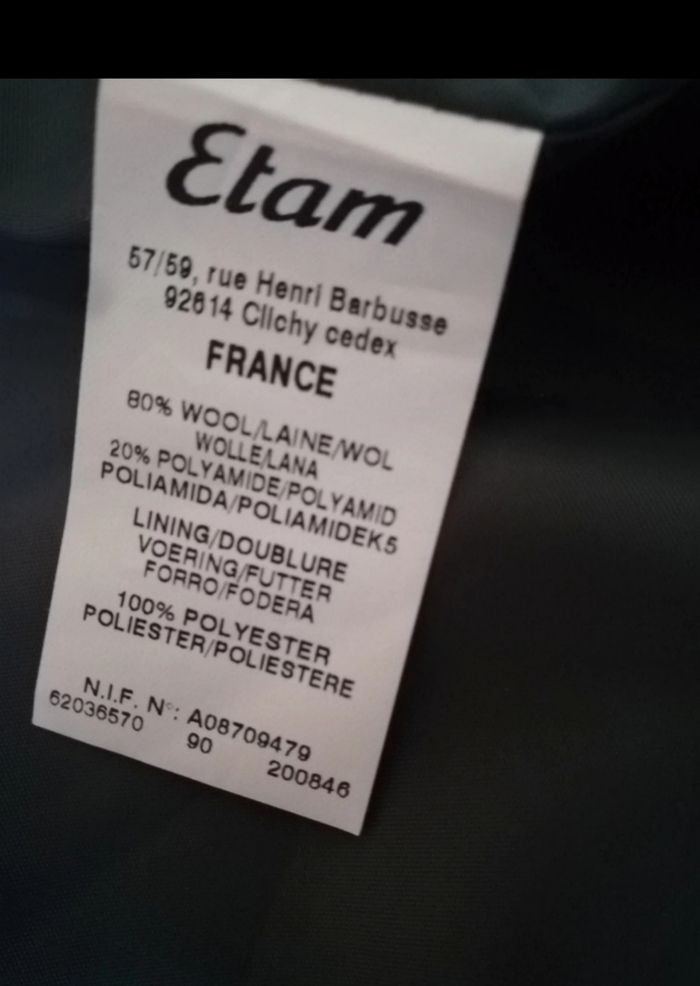 Etam
57/59, rue Henri Barbusse
92614 Clichy cedex
FRANCE
80% WOOL/LAINE/WOL
WOLLE/LANA
20% POLYAMIDE/POLYAMID
POLIAMIDA/POLIAMIDEK5
LINING/DOUBLURE
VOERING/FUTTER
FORRO/FODERA
100% POLYESTER
POLIESTER/POLIESTERE
N.I.F. N°: A08709479
62036570 90 200846